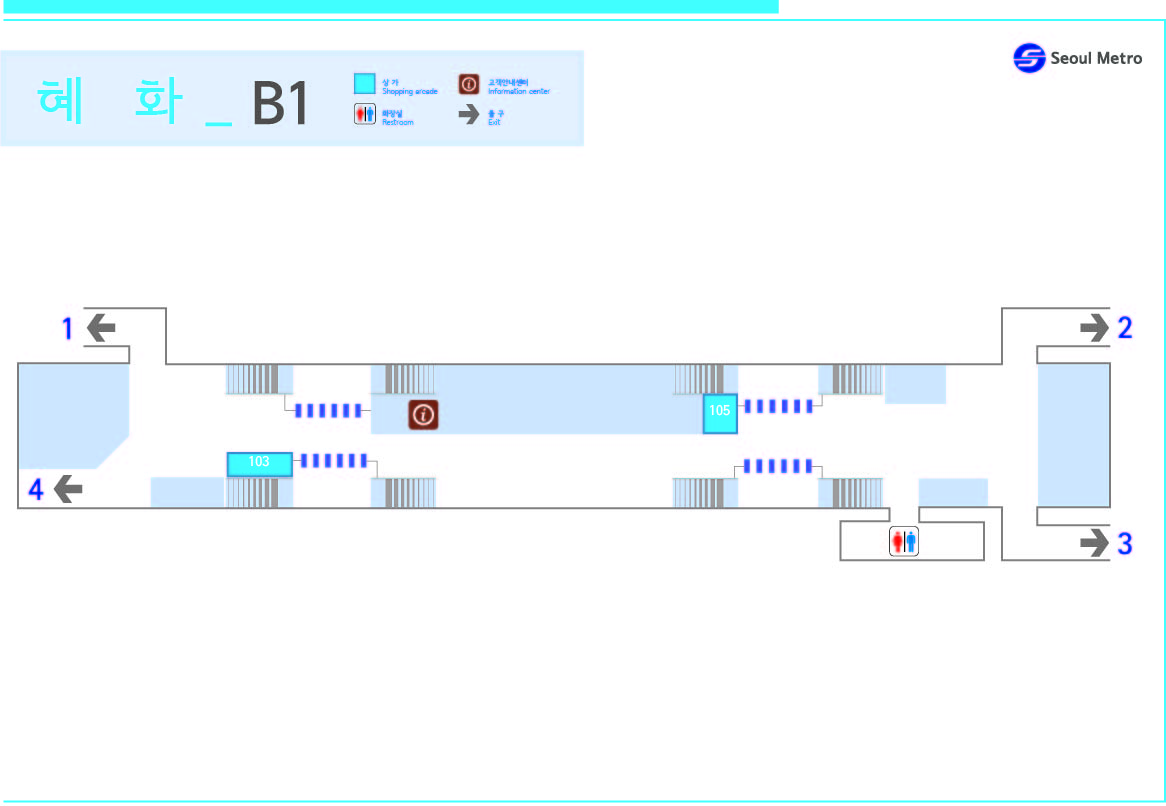 Seoul Metro
혜 화 _ B1
상 가
Shopping arcade
고객안내센터
Information center
화장실
Restroom
출 구
Exit
1
2
105
103
4
3